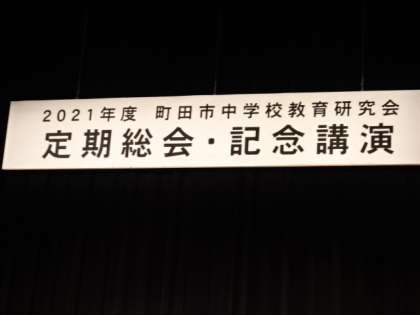 2021年度 町田市中学校教育研究会
定期総会・記念講演